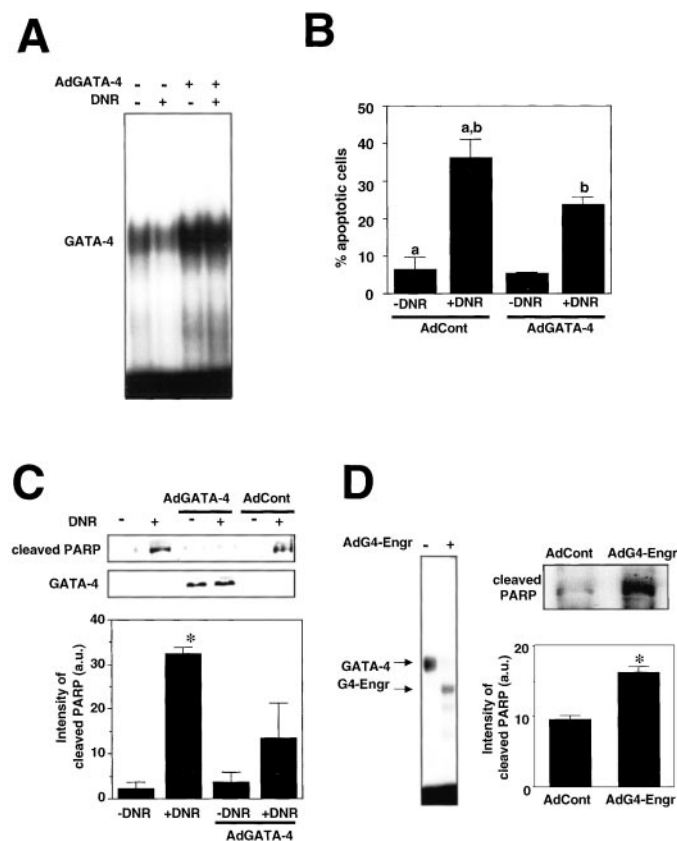 A
AdGATA-4 - - + +
DNR - + - +
GATA-4
B
% apoptotic cells
50
40
30
20
10
0
a
a,b
b
-DNR +DNR -DNR +DNR
AdCont AdGATA-4
C
AdGATA-4 AdCont
DNR - + - + - +
cleaved PARP
GATA-4
Intensity of
cleaved PARP (a.u.)
30
20
10
0
*
-DNR +DNR -DNR +DNR
AdGATA-4
D
AdG4-Engr - +
GATA-4
G4-Engr
AdCont AdG4-Engr
cleaved
PARP
Intensity of
cleaved PARP (a.u.)
20
10
0
*
AdCont AdG4-Engr